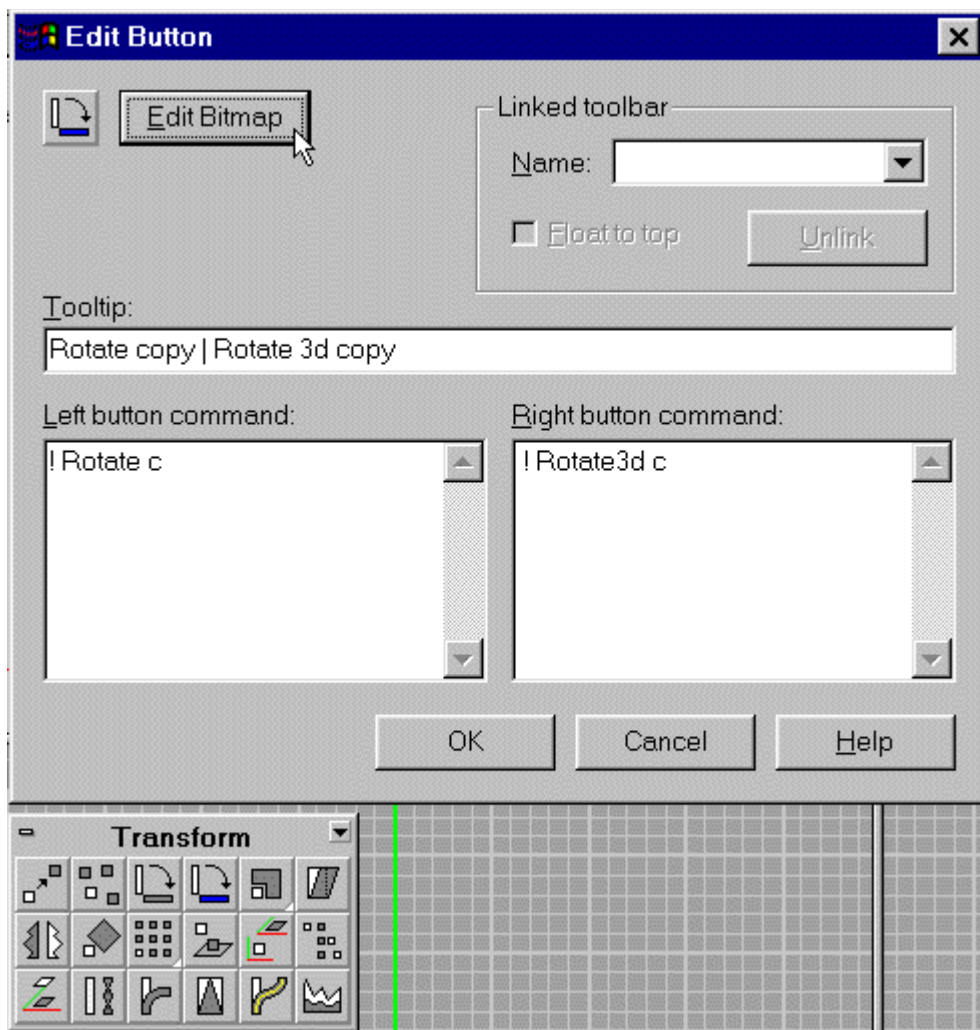 Edit Button
Edit Bitmap
Linked toolbar
Name:
Float to top
Unlink
Tooltip:
Rotate copy | Rotate 3d copy
Left button command:
Right button command:
! Rotate c
! Rotate3d c
OK
Cancel
Help
Transform